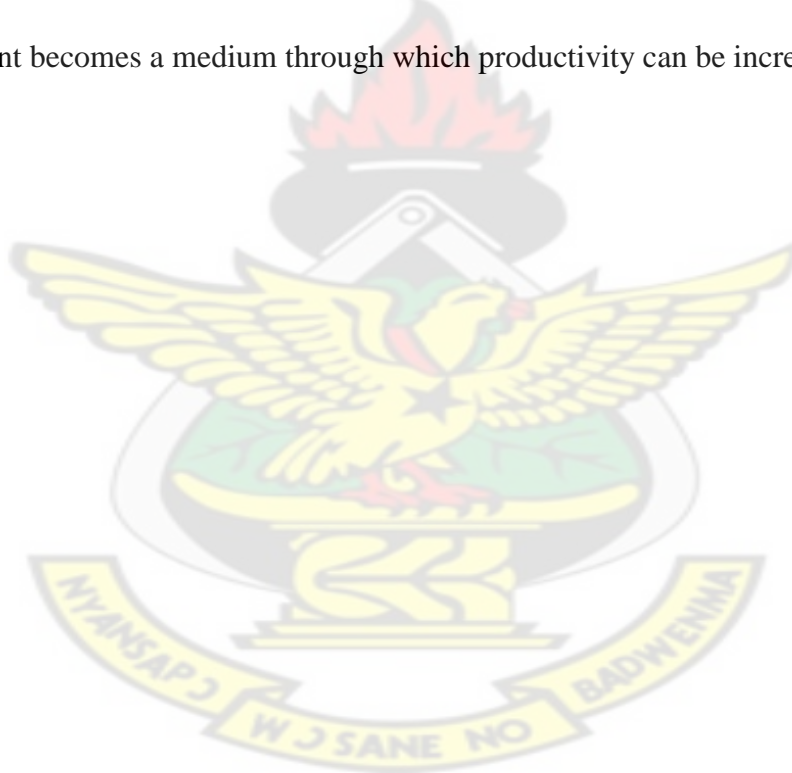 nt becomes a medium through which productivity can be incre
NYANSAPƆ
WƆSANE NO
BADWENMA